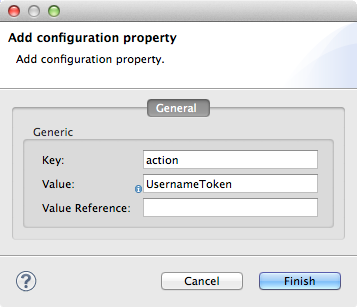 Add configuration property
Add configuration property.
General
Generic
Key: action
Value: UsernameToken
Value Reference:
? Cancel Finish